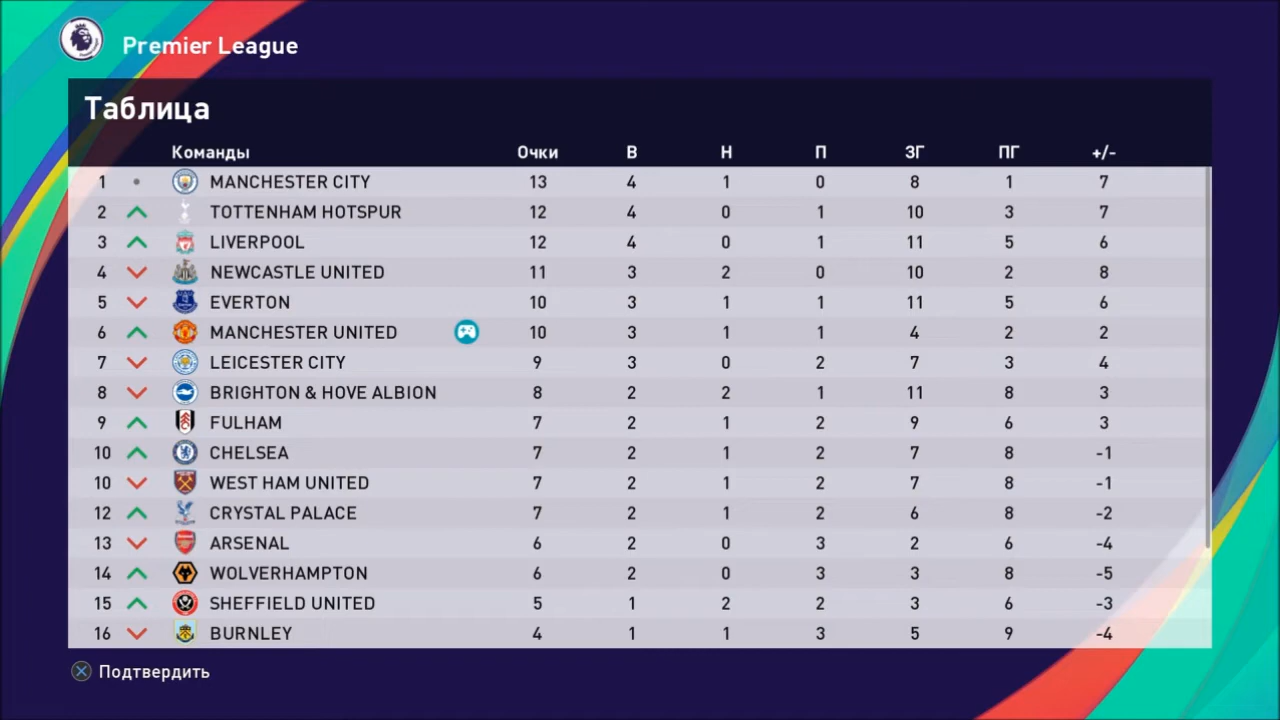 Premier League
Таблица
Команды Очки В Н П ЗГ ПГ +/-
1 MANCHESTER CITY 13 4 1 0 8 1 7
2 TOTTENHAM HOTSPUR 12 4 0 1 10 3 7
3 LIVERPOOL 12 4 0 1 11 5 6
4 NEWCASTLE UNITED 11 3 2 0 10 2 8
5 EVERTON 10 3 1 1 11 5 6
6 MANCHESTER UNITED 10 3 1 1 4 2 2
7 LEICESTER CITY 9 3 0 2 7 3 4
8 BRIGHTON & HOVE ALBION 8 2 2 1 11 8 3
9 FULHAM 7 2 1 2 9 6 3
10 CHELSEA 7 2 1 2 7 8 -1
10 WEST HAM UNITED 7 2 1 2 7 8 -1
12 CRYSTAL PALACE 7 2 1 2 6 8 -2
13 ARSENAL 6 2 0 3 2 6 -4
14 WOLVERHAMPTON 6 2 0 3 3 8 -5
15 SHEFFIELD UNITED 5 1 2 2 3 6 -3
16 BURNLEY 4 1 1 3 5 9 -4
Подтвердить